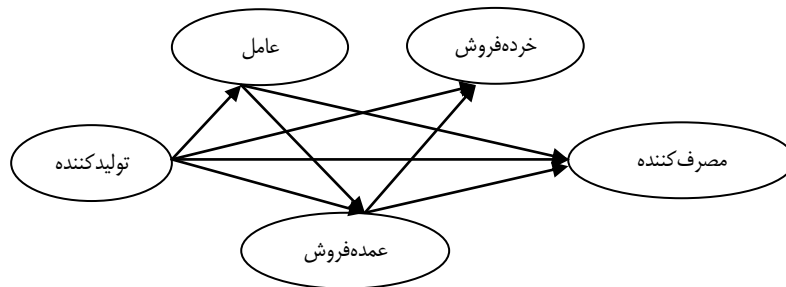 خرده‌فروش
عامل
مصرف‌کننده
تولیدکننده
عمده‌فروش